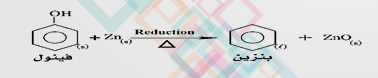 OH
(s) + Zn(s) Reduction Δ (ℓ) + ZnO(s)
فينول بنزين